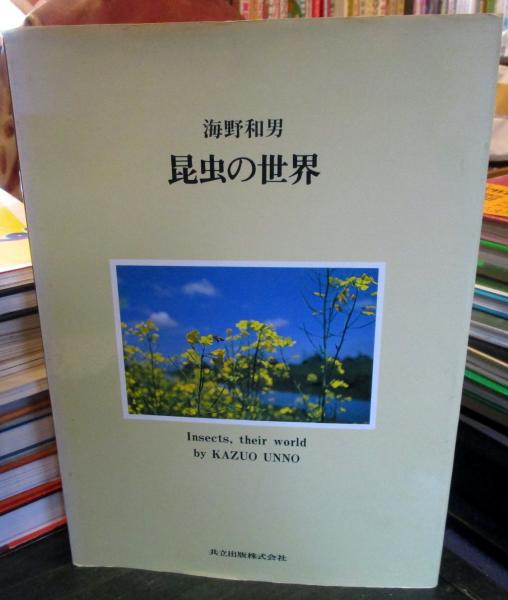 海野和男
昆虫の世界
Insects, their world
by KAZUO UNNO
共立出版株式会社